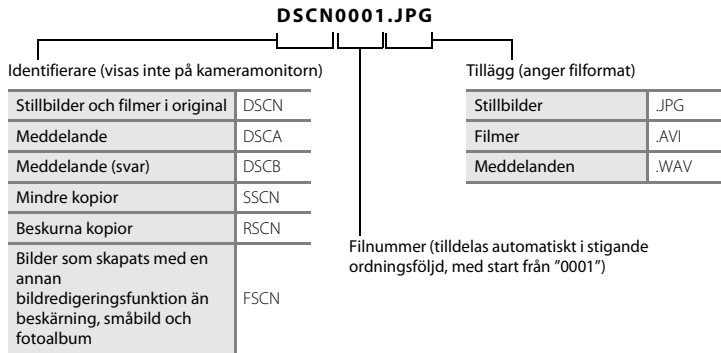 DSCN0001.JPG
Identifierare (visas inte på kameramonitorn)
Stillbilder och filmer i original DSCN
Meddelande DSCA
Meddelande (svar) DSCB
Mindre kopior SSCN
Beskurna kopior RSCN
Bilder som skapats med en
annan
bildredigeringsfunktion än
beskärning, småbild och
fotoalbum
FSCN
Tillägg (anger filformat)
Stillbilder .JPG
Filmer .AVI
Meddelanden .WAV
Filnummer (tilldelas automatiskt i stigande
ordningsföljd, med start från ”0001”)